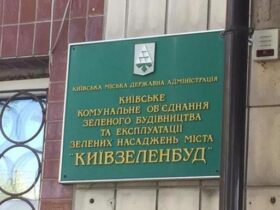 КИЇВСЬКА МІСЬКА ДЕРЖАВНА АДМІНІСТРАЦІЯ
КИЇВСЬКЕ
КОМУНАЛЬНЕ ОБ'ЄДНАННЯ
ЗЕЛЕНОГО БУДІВНИЦТВА
ТА ЕКСПЛУАТАЦІЇ
ЗЕЛЕНИХ НАСАДЖЕНЬ МІСТА
"КИЇВЗЕЛЕНБУД"